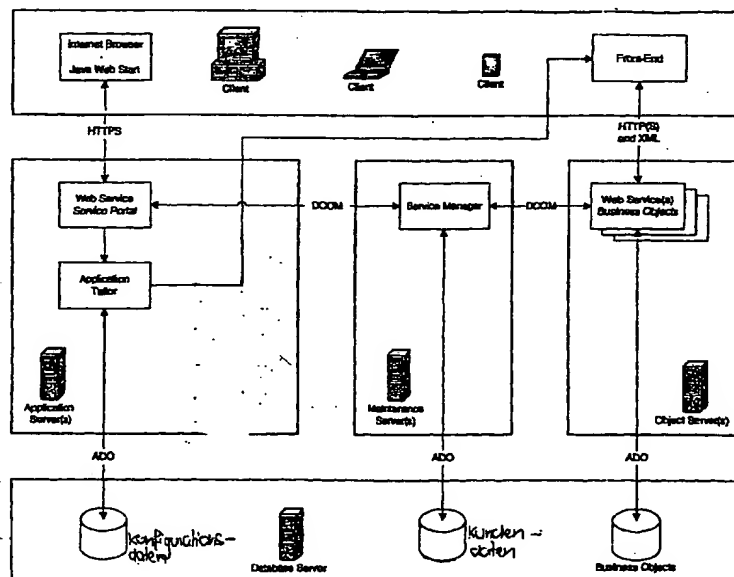 Internet Browser
Java Web Start
Client
Client
Client
Front-End
HTTPS
HTTP(S)
and XML
Web Service
Service Portal
DCOM
Service Manager
DCOM
Web Service(s)
Business Objects
Application
Tailor
Application
Server(s)
Maintenance
Server(s)
Object Server(s)
ADO
ADO
ADO
Konfigurations-
daten
Database Server
Kunden-
daten
Business Objects